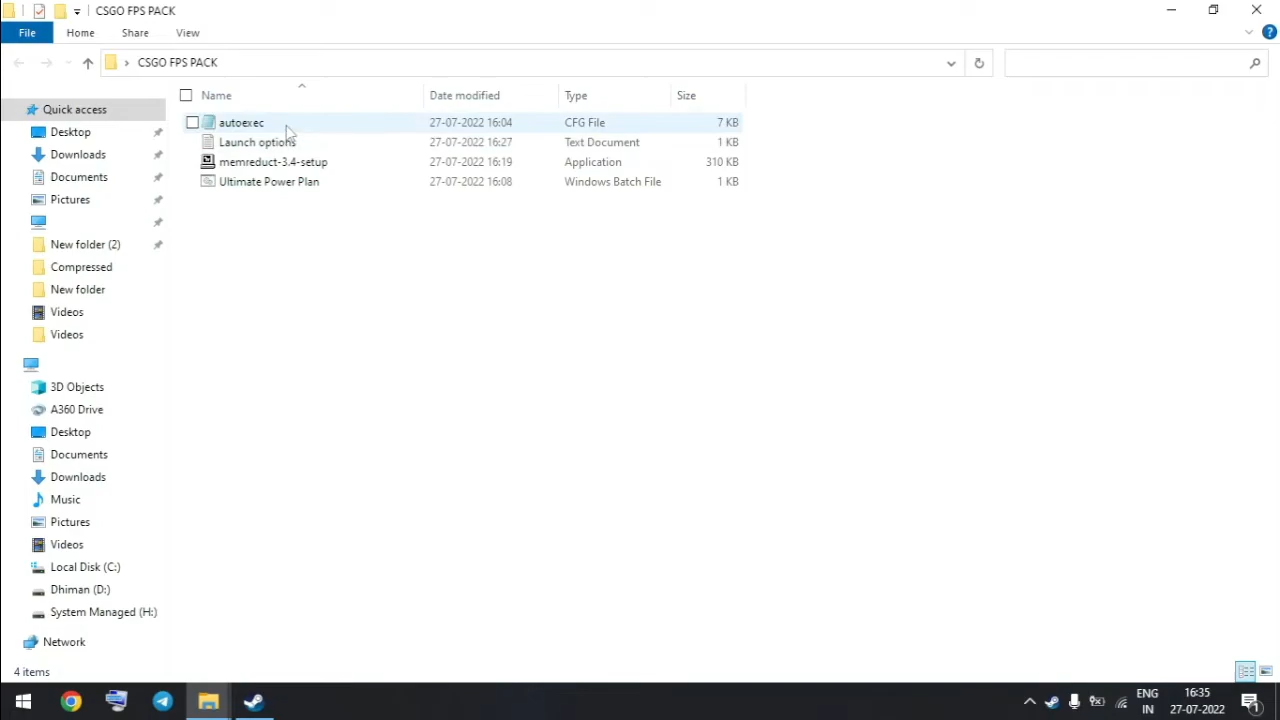 CSGO FPS PACK
File Home Share View
CSGO FPS PACK
Name Date modified Type Size
Quick access
Desktop
Downloads
Documents
Pictures
New folder (2)
Compressed
New folder
Videos
Videos
3D Objects
A360 Drive
Desktop
Documents
Downloads
Music
Pictures
Videos
Local Disk (C:)
Dhiman (D:)
System Managed (H:)
Network
autoexec 27-07-2022 16:04 CFG File 7 KB
Launch options 27-07-2022 16:27 Text Document 1 KB
memreduct-3.4-setup 27-07-2022 16:19 Application 310 KB
Ultimate Power Plan 27-07-2022 16:08 Windows Batch File 1 KB
4 items
ENG
IN
16:35
27-07-2022
1